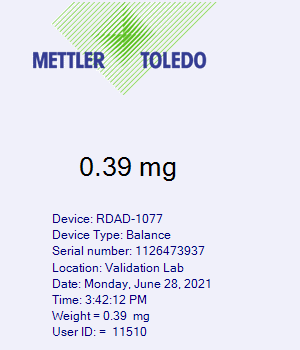 METTLER TOLEDO
0.39 mg
Device: RDAD-1077
Device Type: Balance
Serial number: 1126473937
Location: Validation Lab
Date: Monday, June 28, 2021
Time: 3:42:12 PM
Weight = 0.39  mg
User ID: =  11510